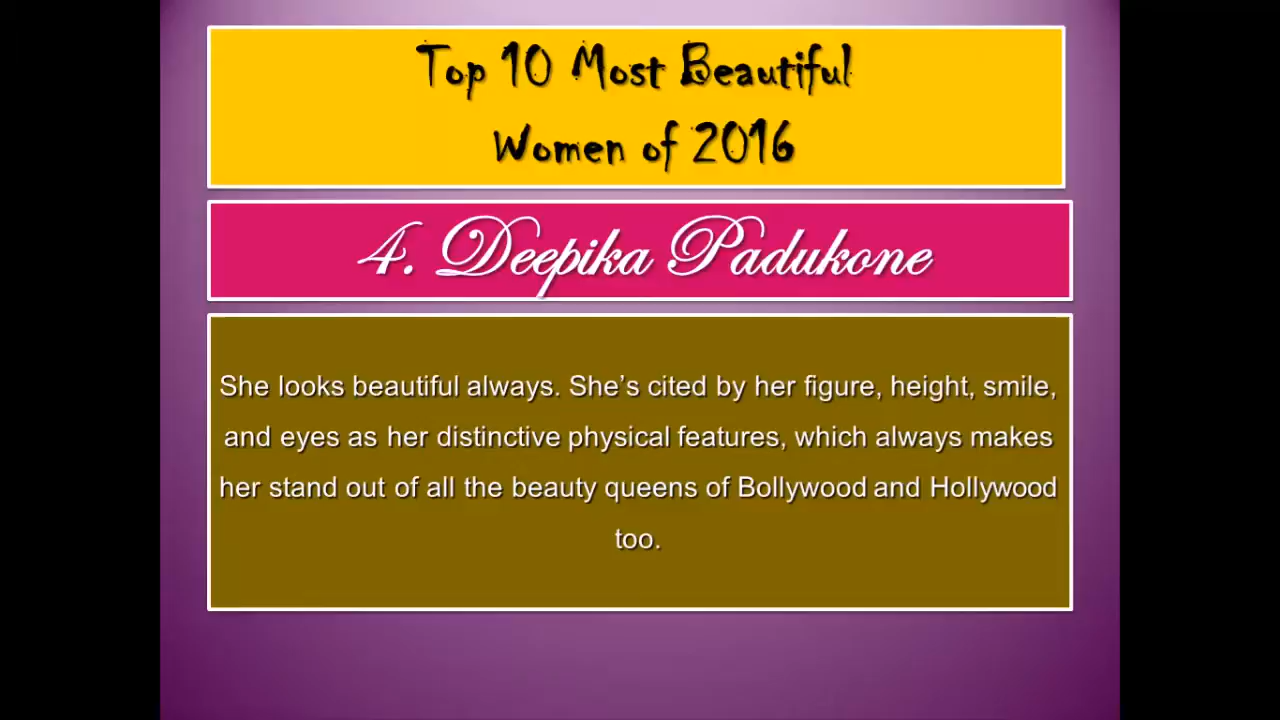 Top 10 Most Beautiful
Women of 2016
4. Deepika Padukone
She looks beautiful always. She’s cited by her figure, height, smile,
and eyes as her distinctive physical features, which always makes
her stand out of all the beauty queens of Bollywood and Hollywood
too.